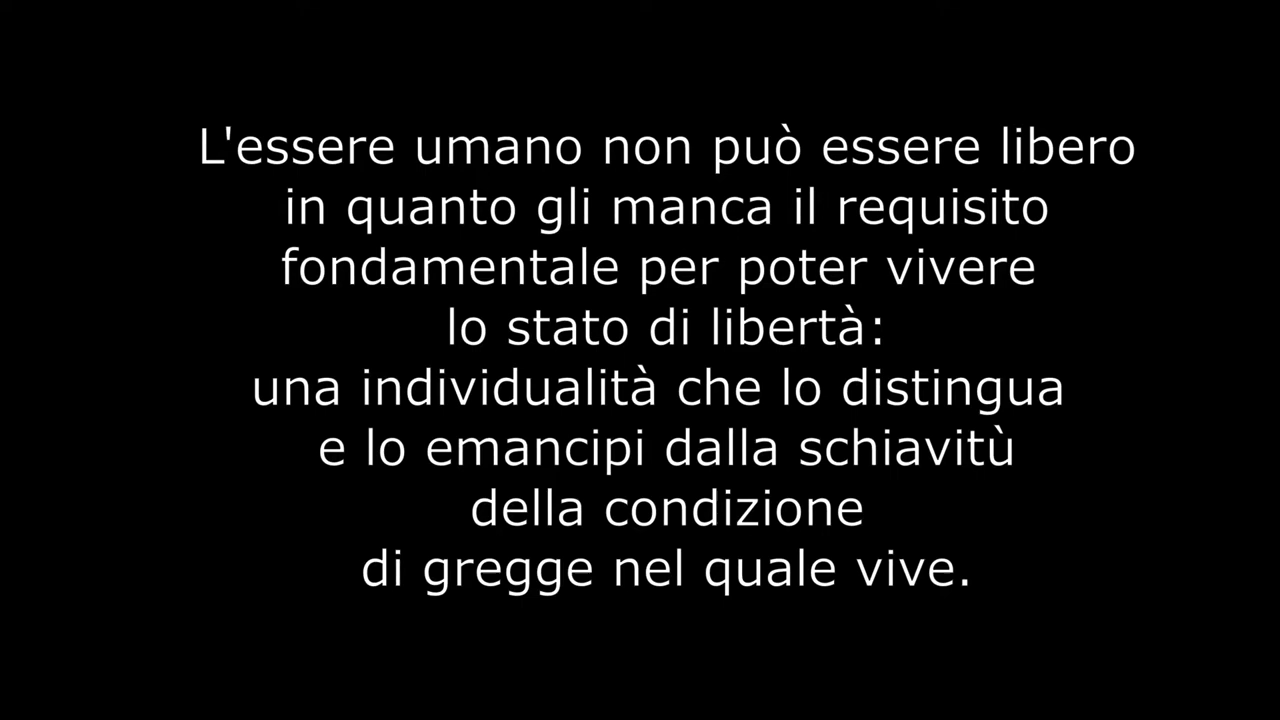 L'essere umano non può essere libero
in quanto gli manca il requisito
fondamentale per poter vivere
lo stato di libertà:
una individualità che lo distingua
e lo emancipi dalla schiavitù
della condizione
di gregge nel quale vive.